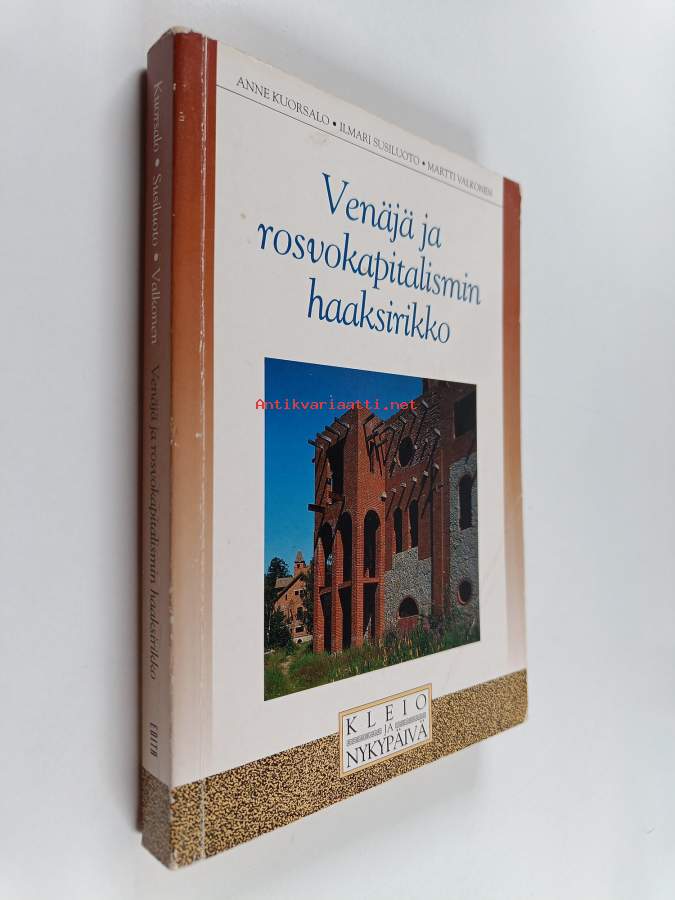 ANNE KUORSALO • ILMARI SUSILUOTO • MARTTI VALKONEN
Venäjä ja
rosvokapitalismin
haaksirikko
Antikvariaatti.net
KLEIO
JA
NYKYPÄIVÄ
Kuorsalo • Susiluoto • Valkonen Venäjä ja rosvokapitalismin haaksirikko EDITA